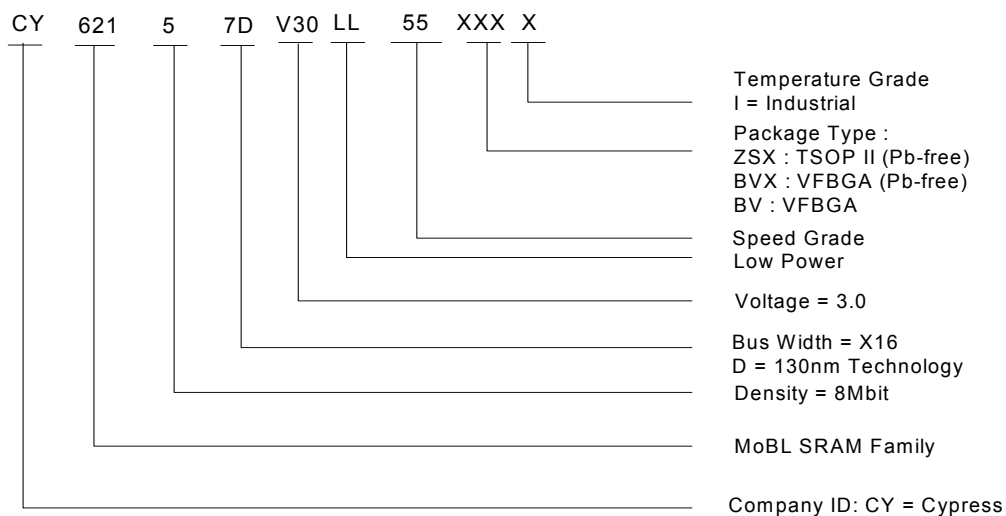 CY 621 5 7D V30 LL 55 XXX X
Temperature Grade
I = Industrial
Package Type :
ZSX : TSOP II (Pb-free)
BVX : VFBGA (Pb-free)
BV : VFBGA
Speed Grade
Low Power
Voltage = 3.0
Bus Width = X16
D = 130nm Technology
Density = 8Mbit
MoBL SRAM Family
Company ID: CY = Cypress